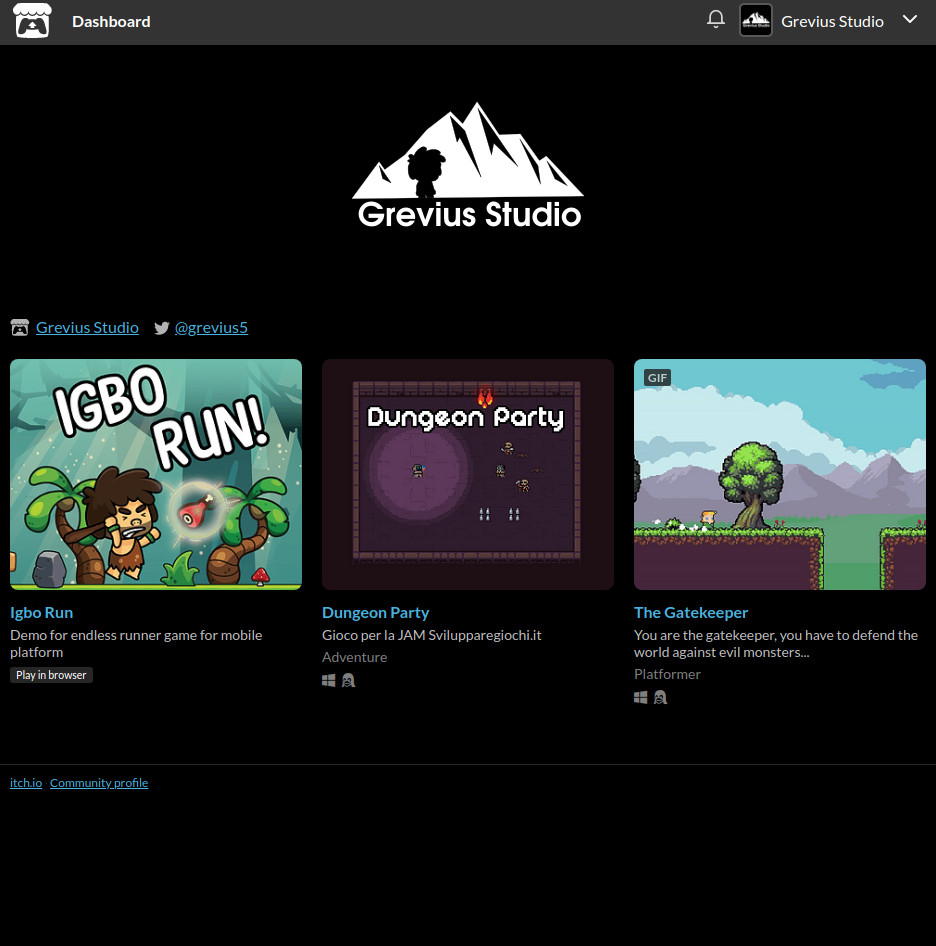 Dashboard
Grevius Studio
Grevius Studio
Grevius Studio @grevius5
IGBO
RUN!
Dungeon Party
GIF
Igbo Run
Demo for endless runner game for mobile
platform
Play in browser
Dungeon Party
Gioco per la JAM Svilupparegiochi.it
Adventure
The Gatekeeper
You are the gatekeeper, you have to defend the
world against evil monsters...
Platformer
itch.io Community profile